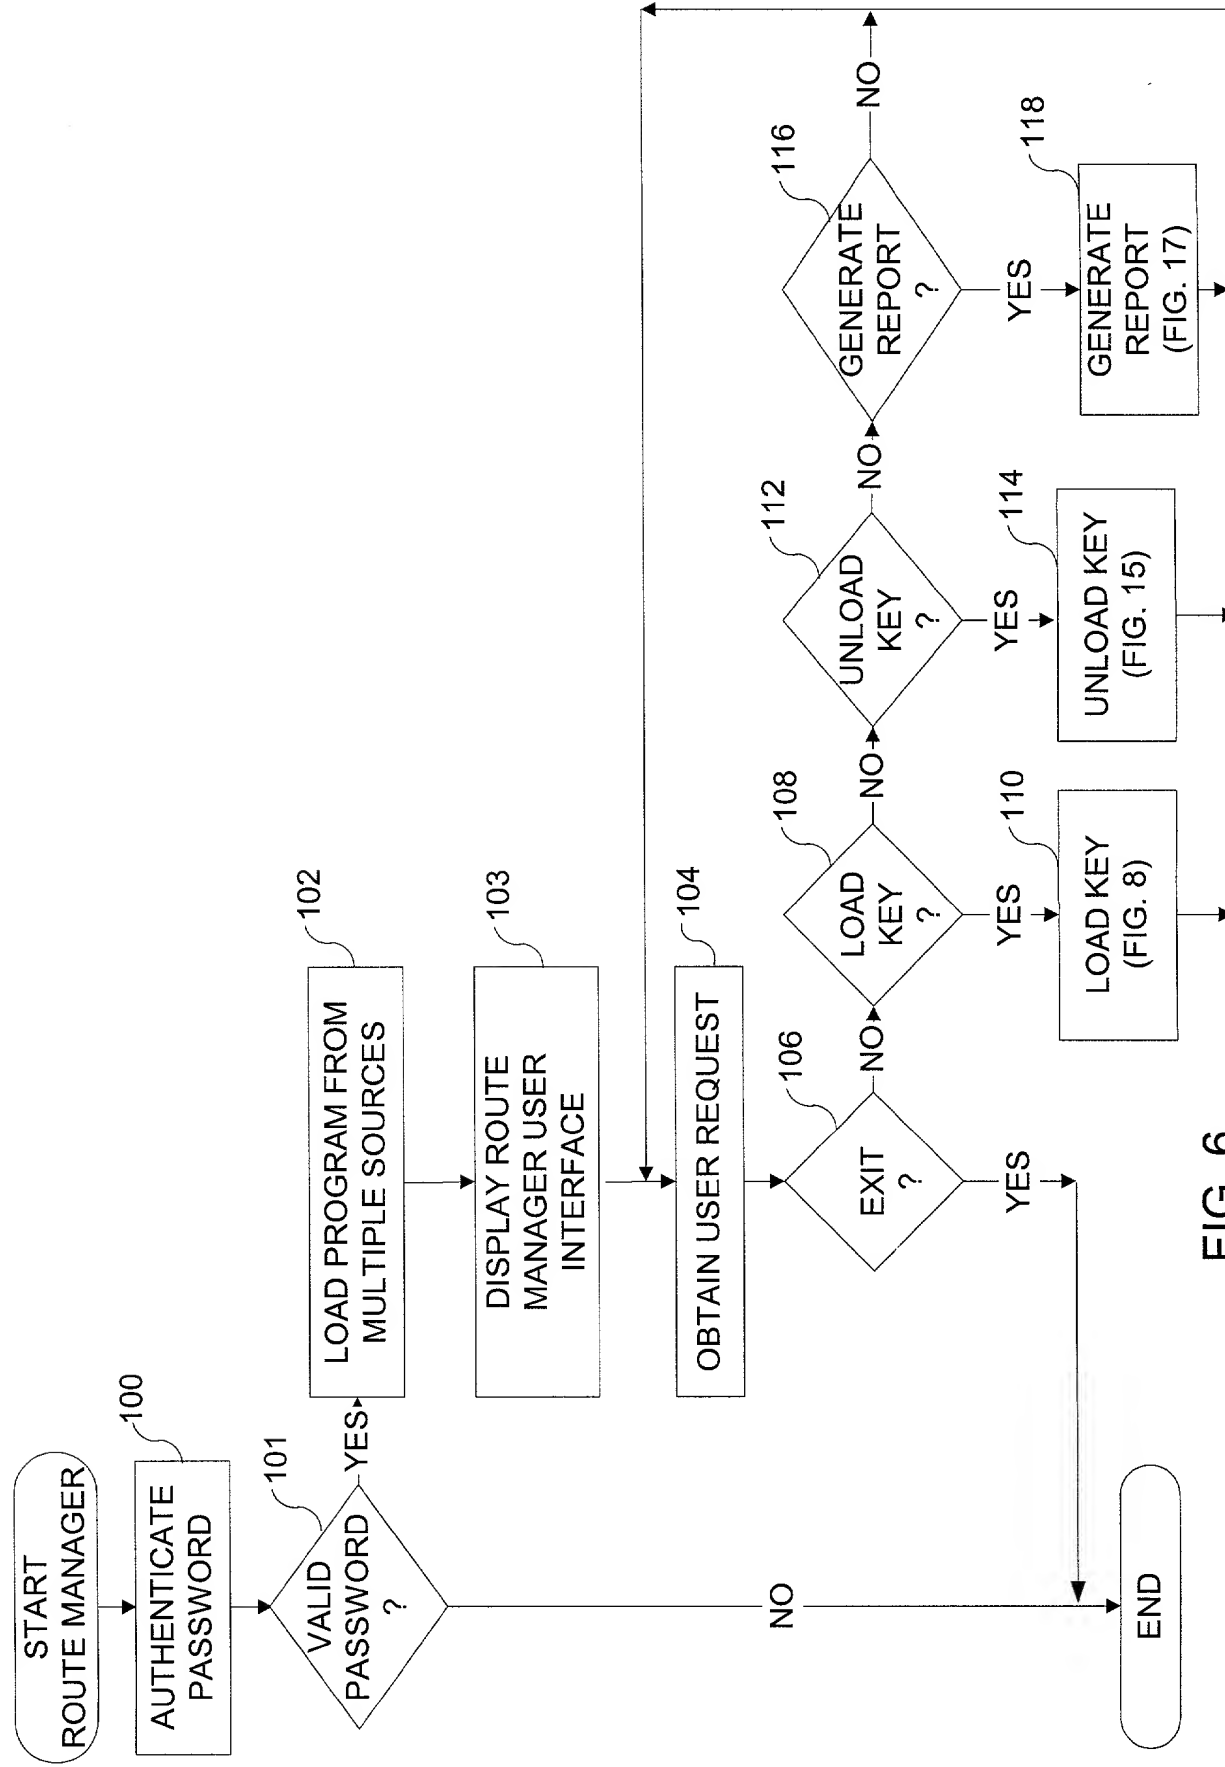 START
ROUTE MANAGER
100
AUTHENTICATE
PASSWORD
101
VALID
PASSWORD
?
YES
NO
102
LOAD PROGRAM FROM
MULTIPLE SOURCES
103
DISPLAY ROUTE
MANAGER USER
INTERFACE
104
OBTAIN USER REQUEST
106
EXIT
?
NO
YES
108
LOAD
KEY
?
NO
YES
110
LOAD KEY
(FIG. 8)
112
UNLOAD
KEY
?
NO
YES
114
UNLOAD KEY
(FIG. 15)
116
GENERATE
REPORT
?
NO
YES
118
GENERATE
REPORT
(FIG. 17)
END
FIG. 6